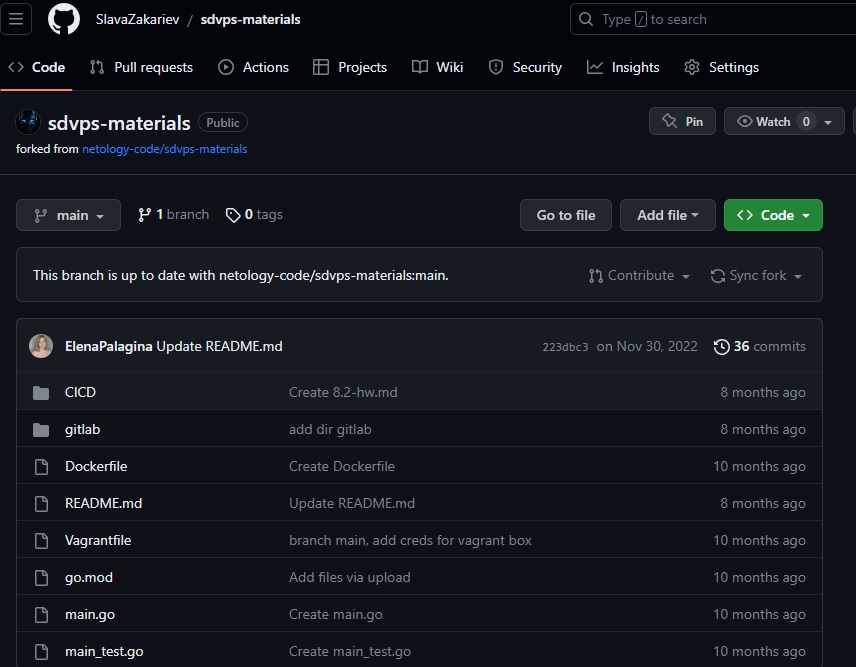 SlavaZakariev / sdvps-materials
Type / to search
Code Pull requests Actions Projects Wiki Security Insights Settings
sdvps-materials Public
Pin Watch 0
forked from netology-code/sdvps-materials
main 1 branch 0 tags Go to file Add file Code
This branch is up to date with netology-code/sdvps-materials:main. Contribute Sync fork
ElenaPalagina Update README.md 223dbc3 on Nov 30, 2022 36 commits
CICD Create 8.2-hw.md 8 months ago
gitlab add dir gitlab 8 months ago
Dockerfile Create Dockerfile 10 months ago
README.md Update README.md 8 months ago
Vagrantfile branch main, add creds for vagrant box 10 months ago
go.mod Add files via upload 10 months ago
main.go Create main.go 10 months ago
main_test.go Create main_test.go 10 months ago